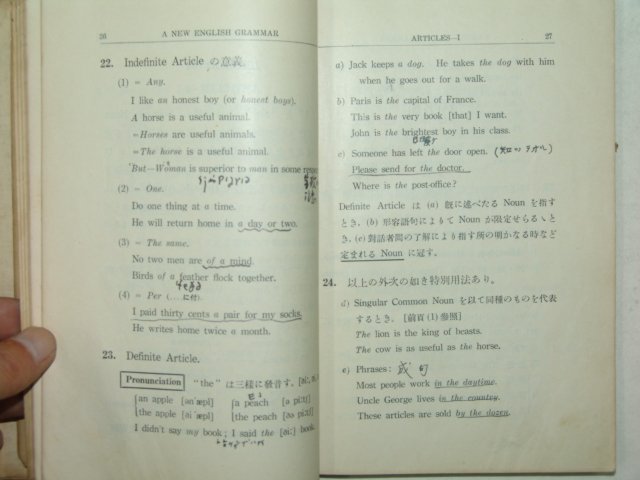 26 A NEW ENGLISH GRAMMAR
22. Indefinite Article の意義.
(1) = Any.
I like an honest boy (or honest boys).
A horse is a useful animal.
=Horses are useful animals.
=The horse is a useful animal.
But—Woman is superior to man in some
(2) = One.
Do one thing at a time.
He will return home in a day or two.
(3) = The same.
No two men are of a mind.
Birds of a feather flock together.
(4) = Per (....に付).
I paid thirty cents a pair for my socks.
He writes home twice a month.
23. Definite Article.
Pronunciation "the" は三様に發音す. [ði:,
[an apple [ən'æpl] [a peach [ə pi:tʃ]
[the apple [ði 'æpl] [the peach [ðə pi:tʃ]
I didn't say my book; I said the [ði:] book.
ARTICLES—I 27
a) Jack keeps a dog. He takes the dog with him
when he goes out for a walk.
b) Paris is the capital of France.
This is the very book [that] I want.
John is the brightest boy in his class.
c) Someone has left the door open.
Please send for the doctor.
Where is the post-office?
Definite Article は (a) 既に述べたる Noun を指す
とき, (b) 形容語句によりて Noun が限定せらるゝと
き, (c) 對話者間の了解により指す所の明かなる時など
定まれる Noun に冠す.
24. 以上の外次の如き特別用法あり.
d) Singular Common Noun を以て同種のものを代表
するとき. [前頁 (1) 參照]
The lion is the king of beasts.
The cow is as useful as the horse.
e) Phrases: 成句
Most people work in the daytime.
Uncle George lives in the country.
These articles are sold by the dozen.